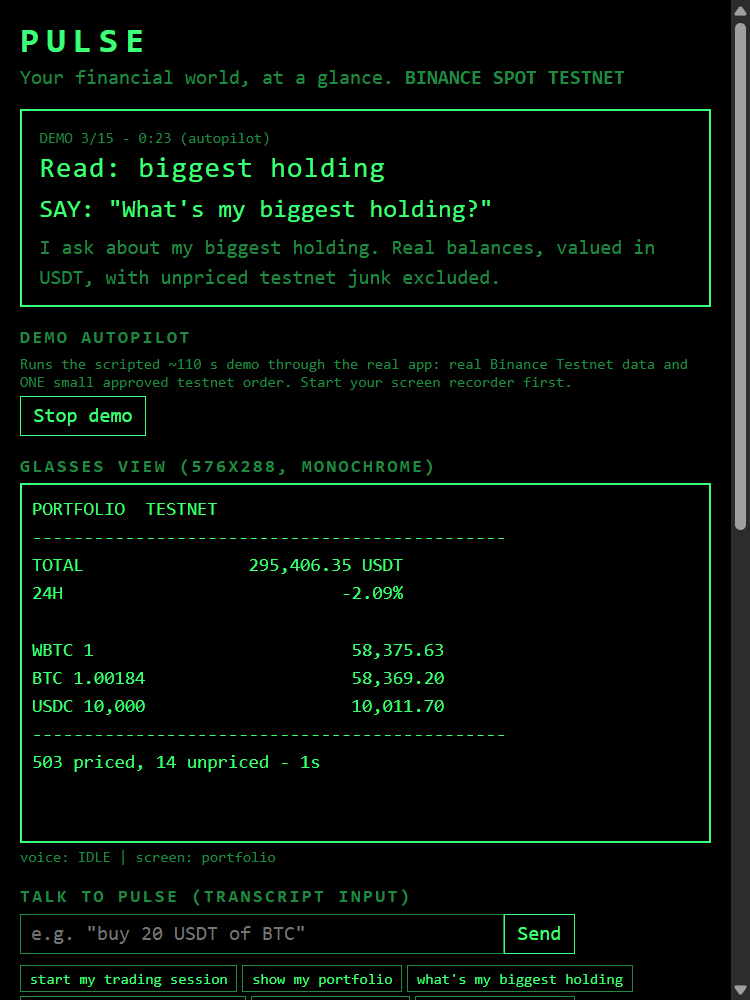 PULSE
Your financial world, at a glance. BINANCE SPOT TESTNET
DEMO 3/15 - 0:23 (autopilot)
Read: biggest holding
SAY: "What's my biggest holding?"
I ask about my biggest holding. Real balances, valued in
USDT, with unpriced testnet junk excluded.
DEMO AUTOPILOT
Runs the scripted ~110 s demo through the real app: real Binance Testnet data and
ONE small approved testnet order. Start your screen recorder first.
Stop demo
GLASSES VIEW (576X288, MONOCHROME)
PORTFOLIO  TESTNET
----------------------------------------------
TOTAL 295,406.35 USDT
24H -2.09%
WBTC 1 58,375.63
BTC 1.00184 58,369.20
USDC 10,000 10,011.70
----------------------------------------------
503 priced, 14 unpriced - 1s
voice: IDLE | screen: portfolio
TALK TO PULSE (TRANSCRIPT INPUT)
e.g. "buy 20 USDT of BTC" Send
start my trading session show my portfolio what's my biggest holding